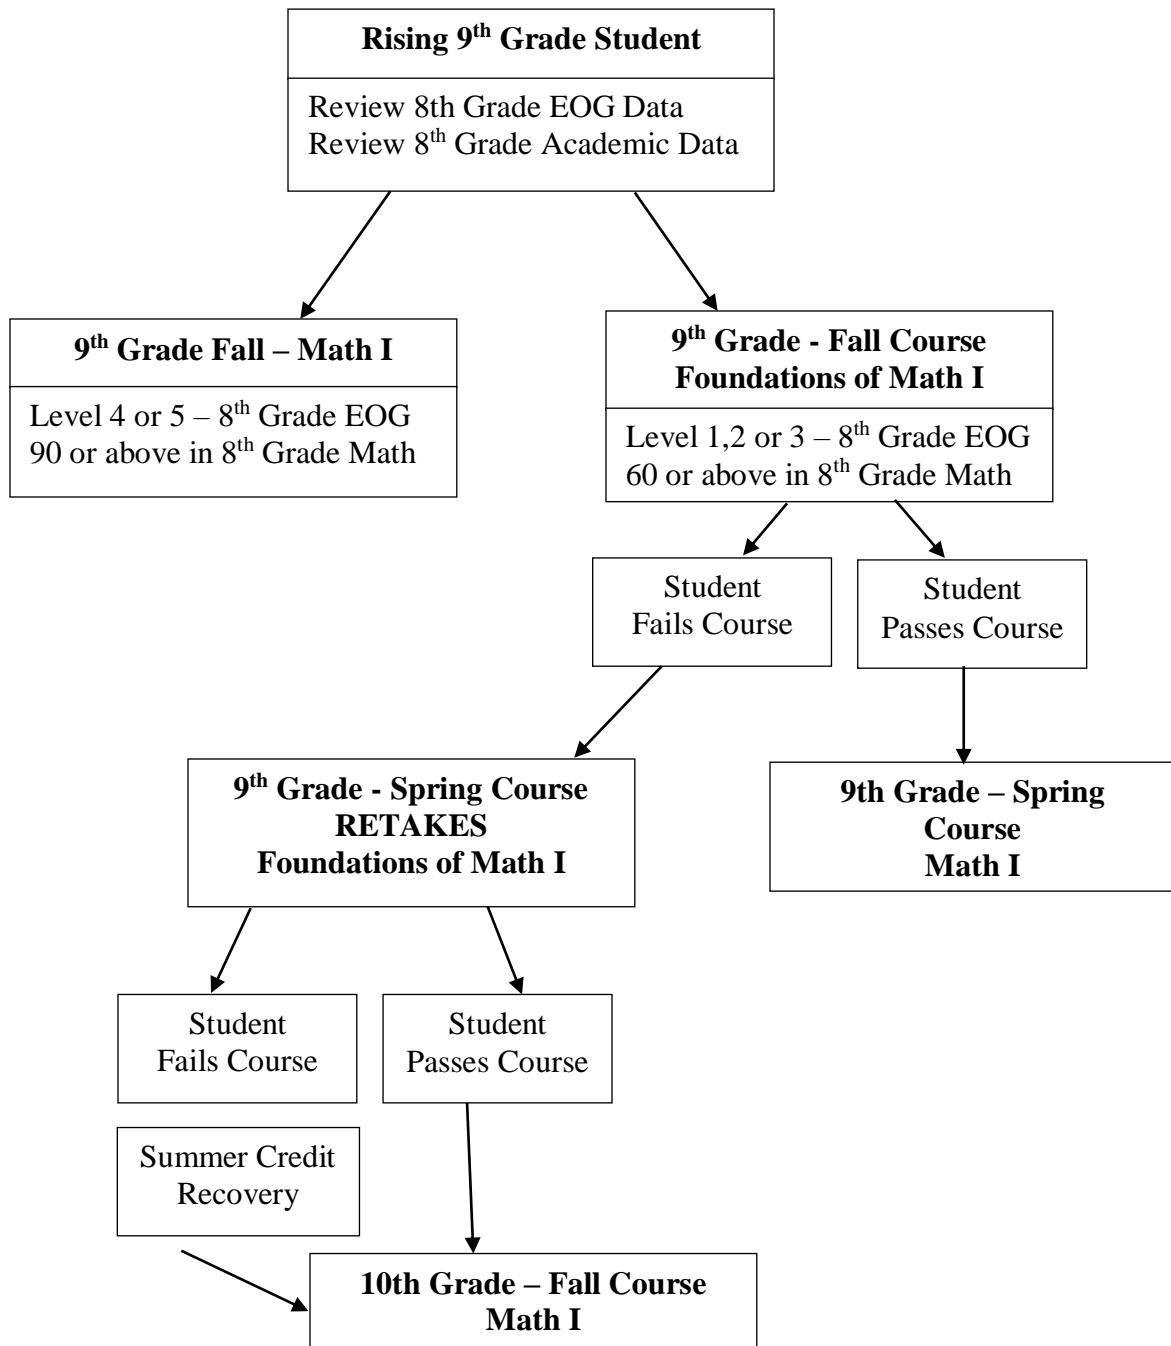 Rising 9th Grade Student
Review 8th Grade EOG Data
Review 8th Grade Academic Data
9th Grade Fall – Math I
Level 4 or 5 – 8th Grade EOG
90 or above in 8th Grade Math
9th Grade - Fall Course
Foundations of Math I
Level 1,2 or 3 – 8th Grade EOG
60 or above in 8th Grade Math
Student
Fails Course
Student
Passes Course
9th Grade - Spring Course
RETAKES
Foundations of Math I
9th Grade – Spring
Course
Math I
Student
Fails Course
Student
Passes Course
Summer Credit
Recovery
10th Grade – Fall Course
Math I